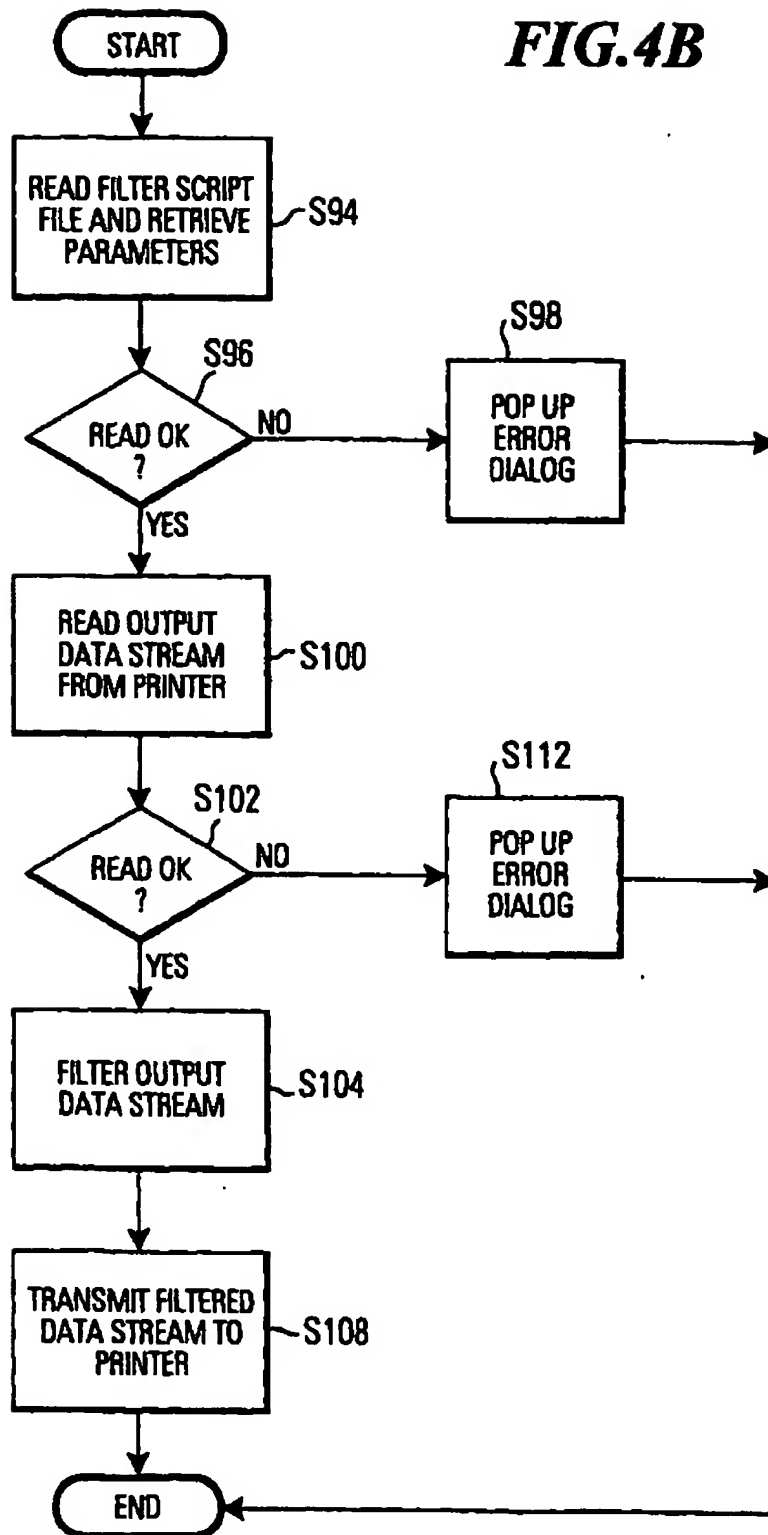 FIG.4B
START
READ FILTER SCRIPT
FILE AND RETRIEVE
PARAMETERS
S94
S96
READ OK
?
NO
YES
S98
POP UP
ERROR
DIALOG
READ OUTPUT
DATA STREAM
FROM PRINTER
S100
S102
READ OK
?
NO
YES
S112
POP UP
ERROR
DIALOG
FILTER OUTPUT
DATA STREAM
S104
TRANSMIT FILTERED
DATA STREAM TO
PRINTER
S108
END